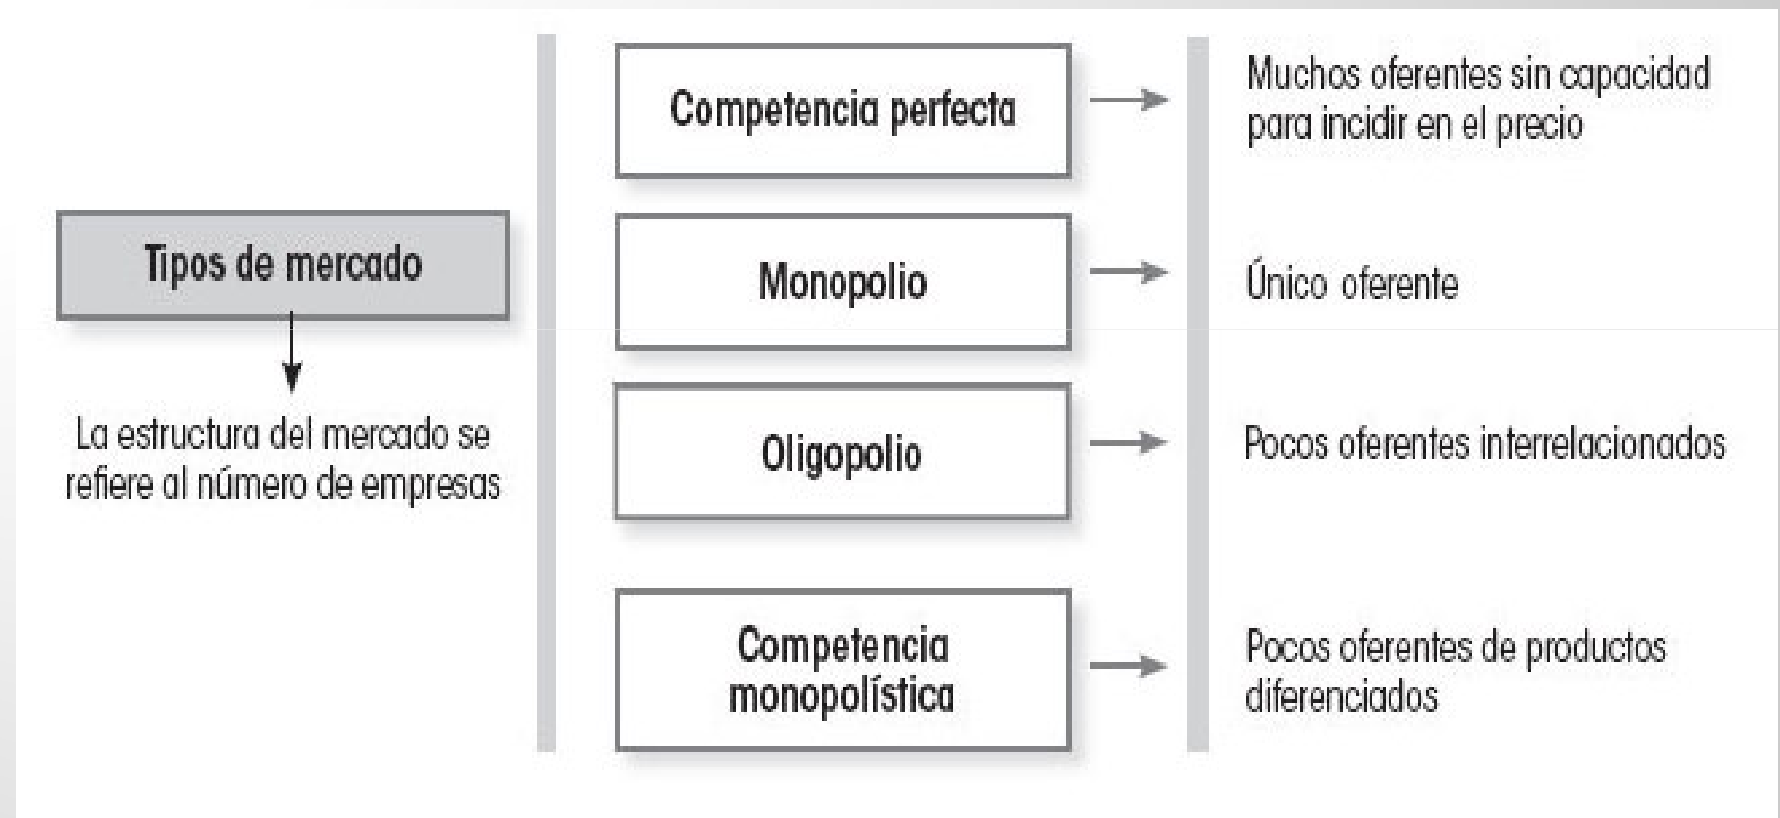 Tipos de mercado
La estructura del mercado se
refiere al número de empresas
Competencia perfecta
Muchos oferentes sin capacidad
para incidir en el precio
Monopolio
Único oferente
Oligopolio
Pocos oferentes interrelacionados
Competencia
monopolística
Pocos oferentes de productos
diferenciados